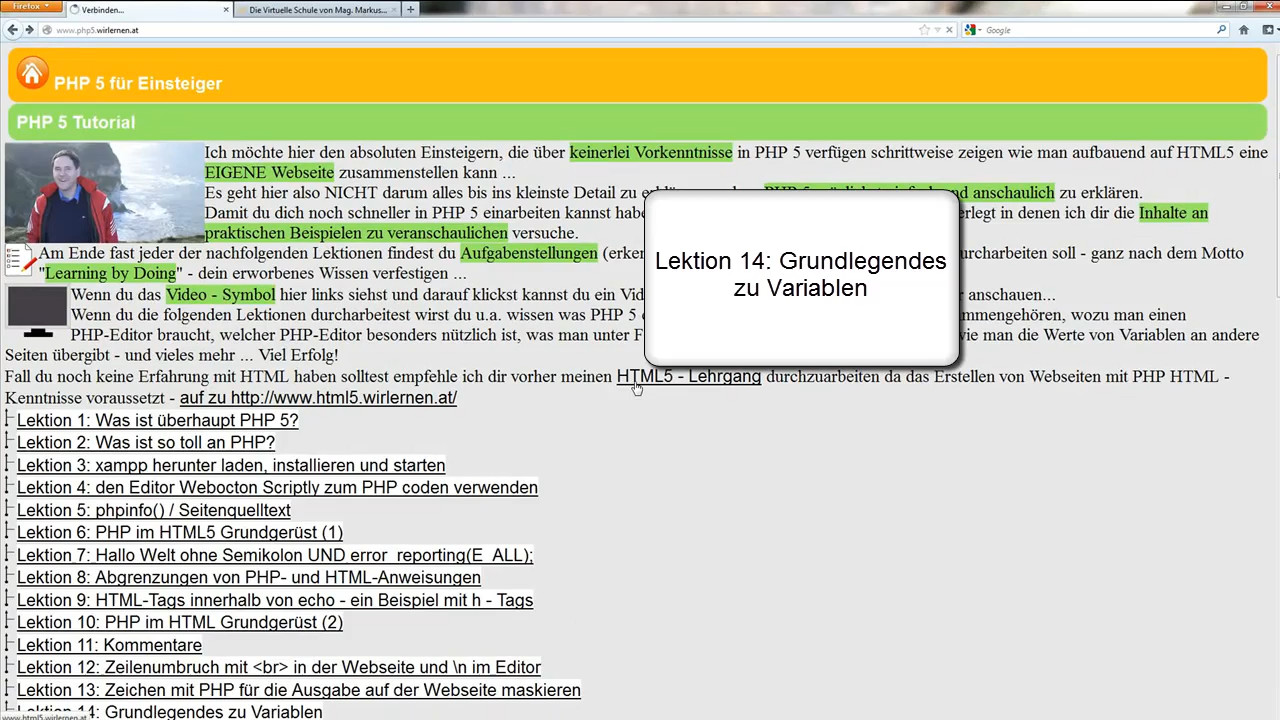 Firefox
Verbinden...
Die Virtuelle Schule von Mag. Markus...
www.php5.wirlernen.at
Google
PHP 5 für Einsteiger
PHP 5 Tutorial
Ich möchte hier den absoluten Einsteigern, die über keinerlei Vorkenntnisse in PHP 5 verfügen schrittweise zeigen wie man aufbauend auf HTML5 eine
EIGENE Webseite zusammenstellen kann ...
Es geht hier also NICHT darum alles bis ins kleinste Detail zu und anschaulich zu erklären.
Damit du dich noch schneller in PHP 5 einarbeiten kannst habe erlegt in denen ich dir die Inhalte an
praktischen Beispielen zu veranschaulichen versuche.
Am Ende fast jeder der nachfolgenden Lektionen findest du Aufgabenstellungen (erken durcharbeiten soll - ganz nach dem Motto
"Learning by Doing" - dein erworbenes Wissen verfestigen ...
Wenn du das Video - Symbol hier links siehst und darauf klickst kannst du ein Vid anschauen...
Wenn du die folgenden Lektionen durcharbeitest wirst du u.a. wissen was PHP 5 mmengehören, wozu man einen
PHP-Editor braucht, welcher PHP-Editor besonders nützlich ist, was man unter F wie man die Werte von Variablen an andere
Seiten übergibt - und vieles mehr ... Viel Erfolg!
Fall du noch keine Erfahrung mit HTML haben solltest empfehle ich dir vorher meinen HTML5 - Lehrgang durchzuarbeiten da das Erstellen von Webseiten mit PHP HTML -
Kenntnisse voraussetzt - auf zu http://www.html5.wirlernen.at/
Lektion 14: Grundlegendes
zu Variablen
Lektion 1: Was ist überhaupt PHP 5?
Lektion 2: Was ist so toll an PHP?
Lektion 3: xampp herunter laden, installieren und starten
Lektion 4: den Editor Webocton Scriptly zum PHP coden verwenden
Lektion 5: phpinfo() / Seitenquelltext
Lektion 6: PHP im HTML5 Grundgerüst (1)
Lektion 7: Hallo Welt ohne Semikolon UND error_reporting(E_ALL);
Lektion 8: Abgrenzungen von PHP- und HTML-Anweisungen
Lektion 9: HTML-Tags innerhalb von echo - ein Beispiel mit h - Tags
Lektion 10: PHP im HTML Grundgerüst (2)
Lektion 11: Kommentare
Lektion 12: Zeilenumbruch mit <br> in der Webseite und \n im Editor
Lektion 13: Zeichen mit PHP für die Ausgabe auf der Webseite maskieren
Lektion 14: Grundlegendes zu Variablen
www.html5.wirlernen.at